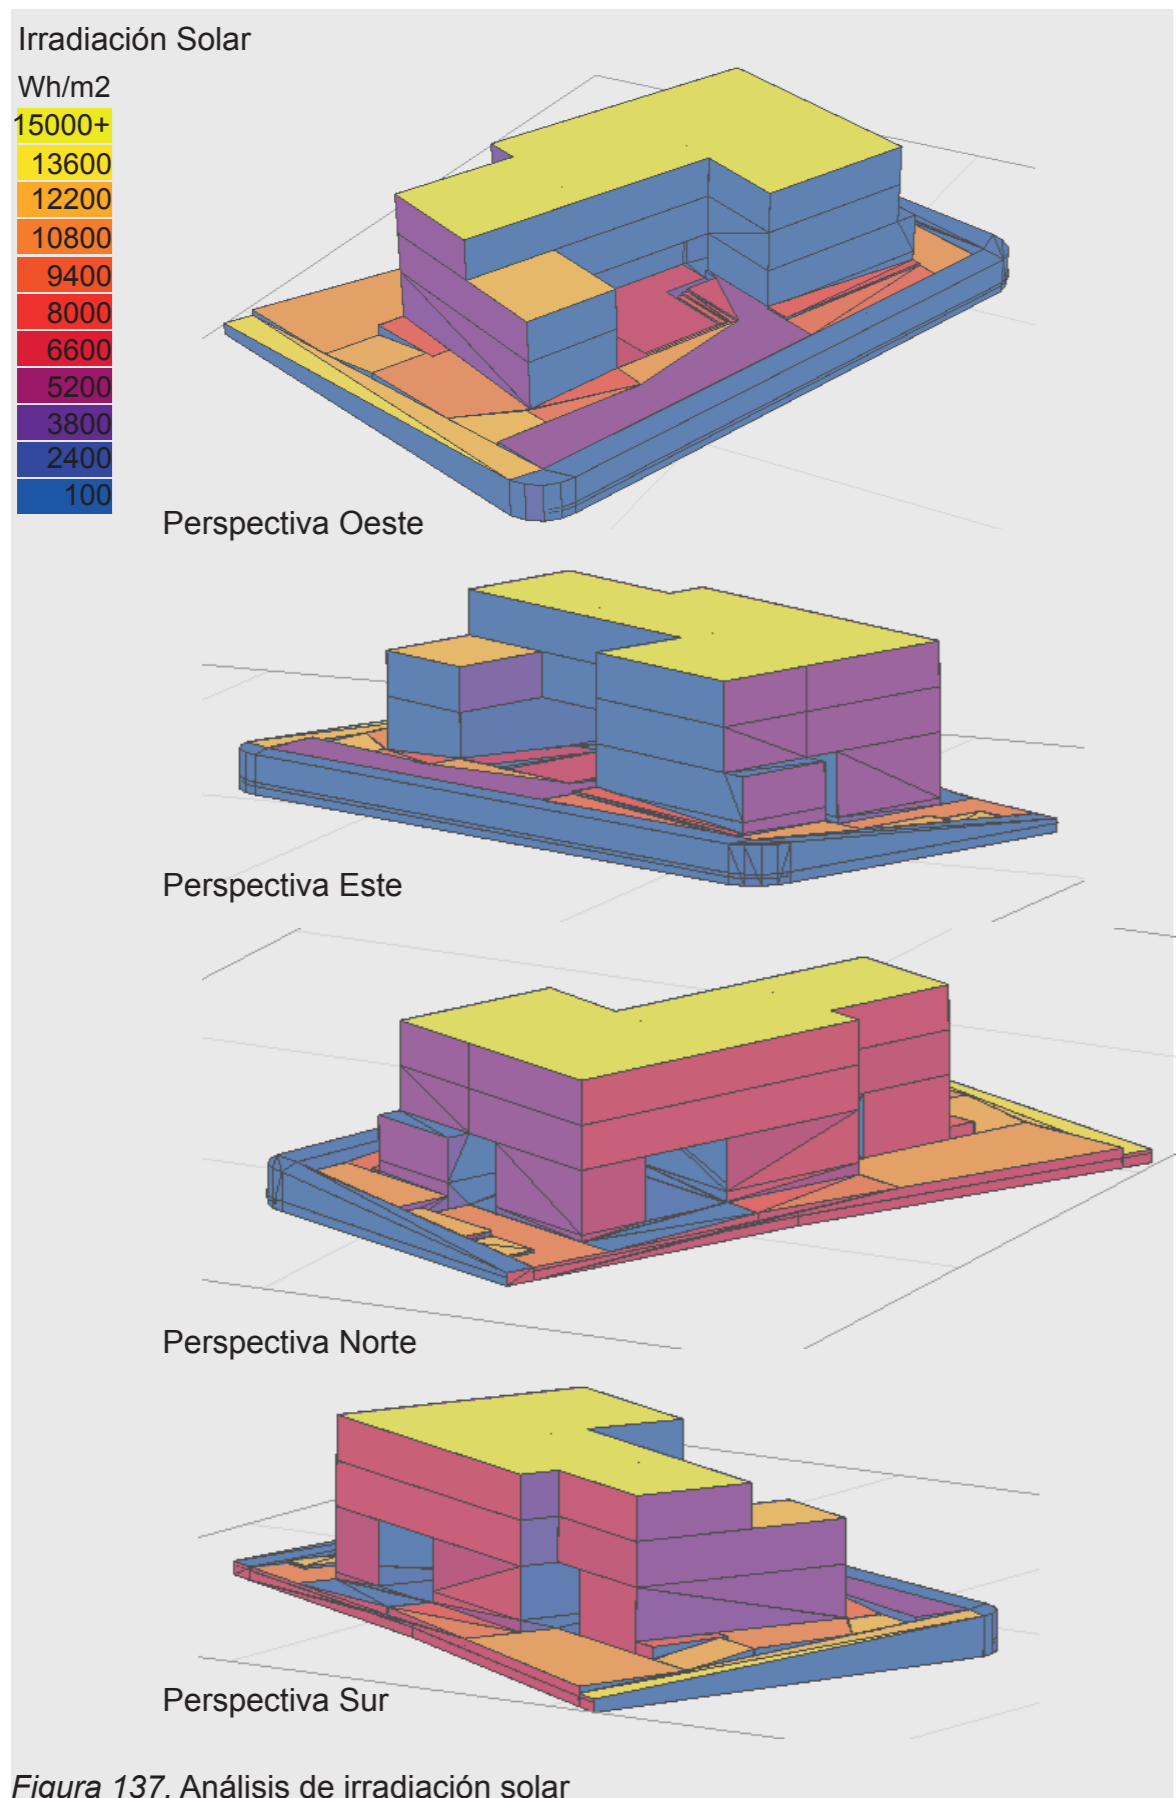 Irradiación Solar
Wh/m2
15000+
13600
12200
10800
9400
8000
6600
5200
3800
2400
100
Perspectiva Oeste
Perspectiva Este
Perspectiva Norte
Perspectiva Sur
Figura 137. Análisis de irradiación solar